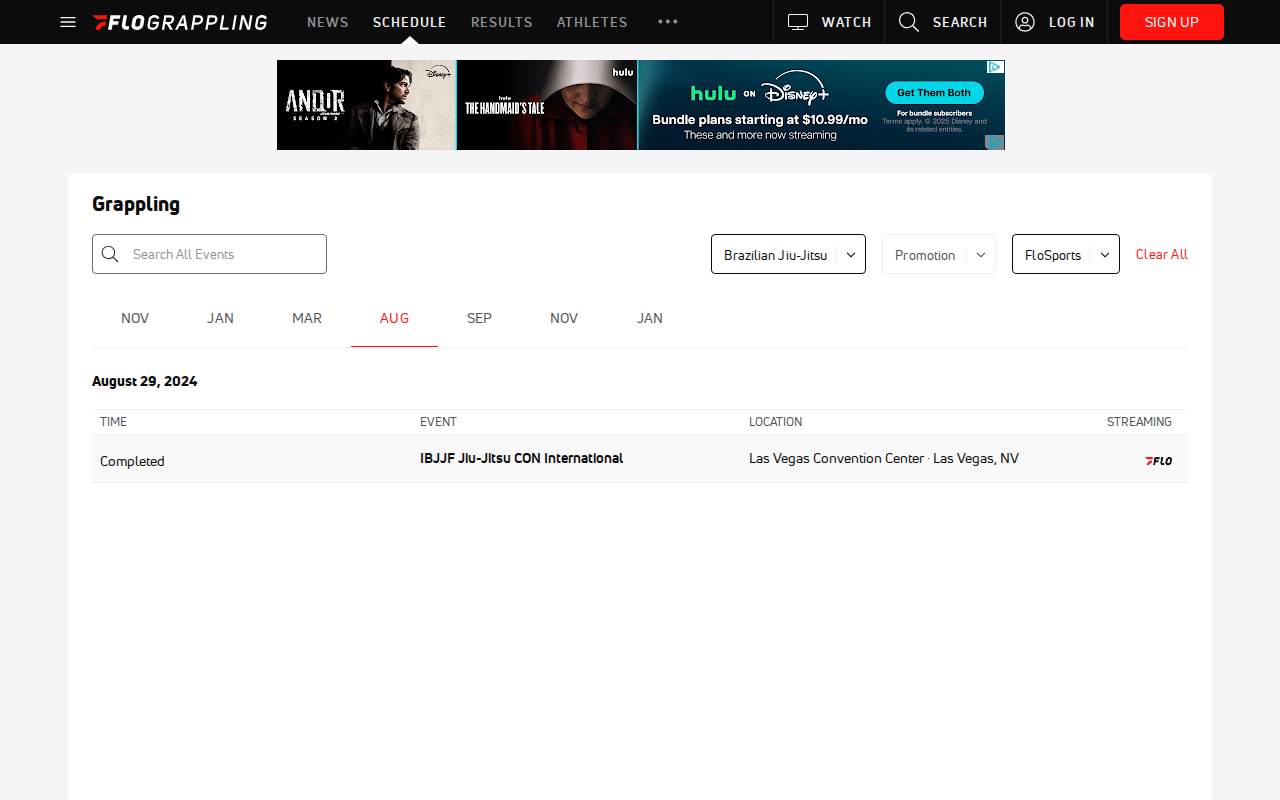 FLOGRAPPLING NEWS SCHEDULE RESULTS ATHLETES WATCH SEARCH LOG IN SIGN UP
ANDOR
SEASON 2
Disney+
hulu
THE HANDMAID'S TALE
hulu
hulu ON Disney+
Bundle plans starting at $10.99/mo
These and more now streaming
Get Them Both
For bundle subscribers
Terms apply. © 2025 Disney and
its related entities.
Grappling
Search All Events
Brazilian Jiu-Jitsu
Promotion
FloSports
Clear All
NOV JAN MAR AUG SEP NOV JAN
August 29, 2024
TIME EVENT LOCATION STREAMING
Completed IBJJF Jiu-Jitsu CON International Las Vegas Convention Center · Las Vegas, NV FLO